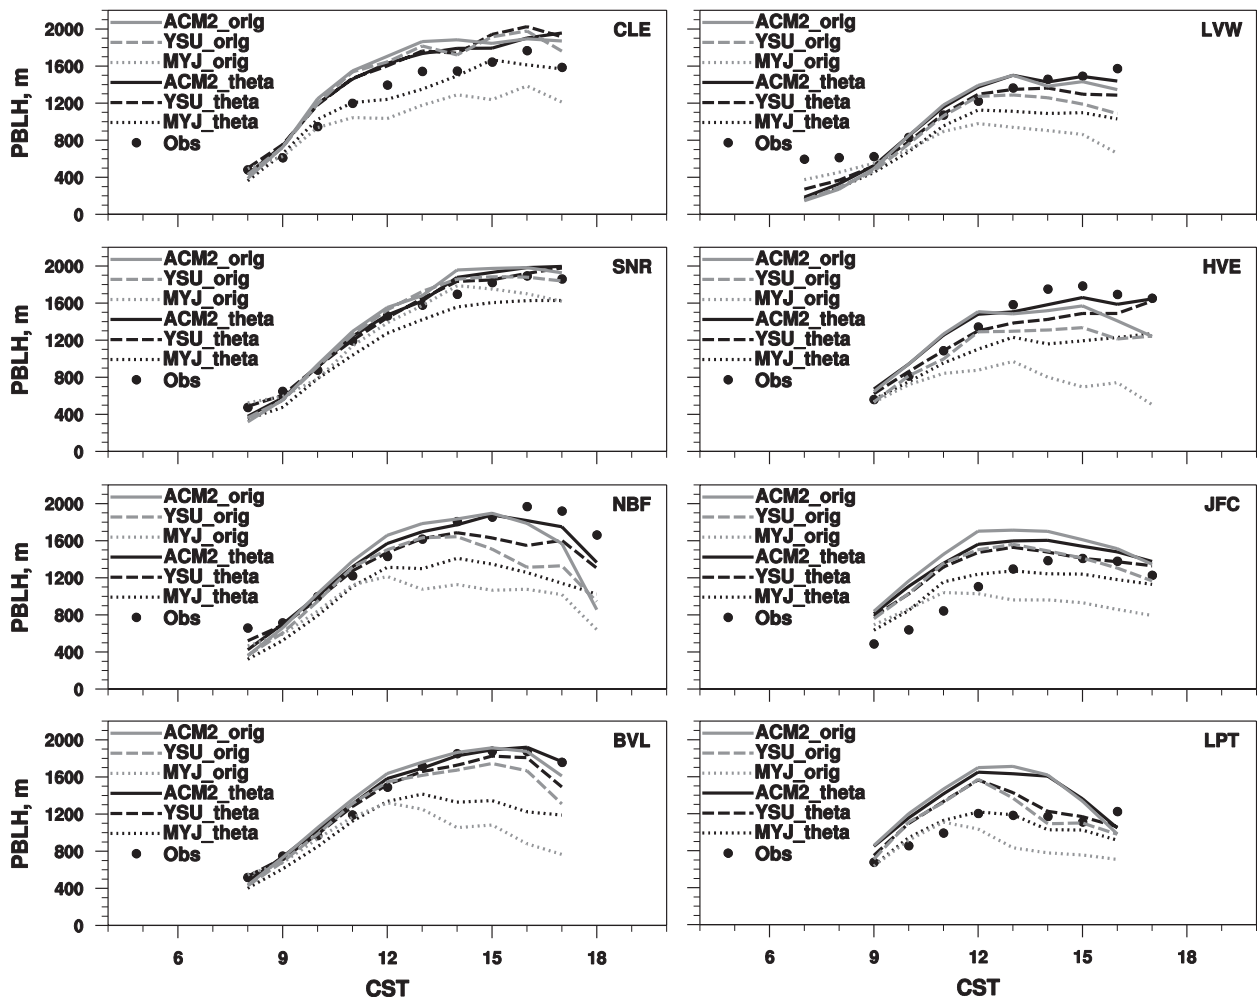 PBLH, m
2000
1600
1200
800
400
0
ACM2_orig
YSU_orig
MYJ_orig
ACM2_theta
YSU_theta
MYJ_theta
Obs
CLE
ACM2_orig
YSU_orig
MYJ_orig
ACM2_theta
YSU_theta
MYJ_theta
Obs
LVW
PBLH, m
2000
1600
1200
800
400
0
ACM2_orig
YSU_orig
MYJ_orig
ACM2_theta
YSU_theta
MYJ_theta
Obs
SNR
ACM2_orig
YSU_orig
MYJ_orig
ACM2_theta
YSU_theta
MYJ_theta
Obs
HVE
PBLH, m
2000
1600
1200
800
400
0
ACM2_orig
YSU_orig
MYJ_orig
ACM2_theta
YSU_theta
MYJ_theta
Obs
NBF
ACM2_orig
YSU_orig
MYJ_orig
ACM2_theta
YSU_theta
MYJ_theta
Obs
JFC
PBLH, m
2000
1600
1200
800
400
0
ACM2_orig
YSU_orig
MYJ_orig
ACM2_theta
YSU_theta
MYJ_theta
Obs
BVL
6 9 12 15 18
CST
ACM2_orig
YSU_orig
MYJ_orig
ACM2_theta
YSU_theta
MYJ_theta
Obs
LPT
6 9 12 15 18
CST